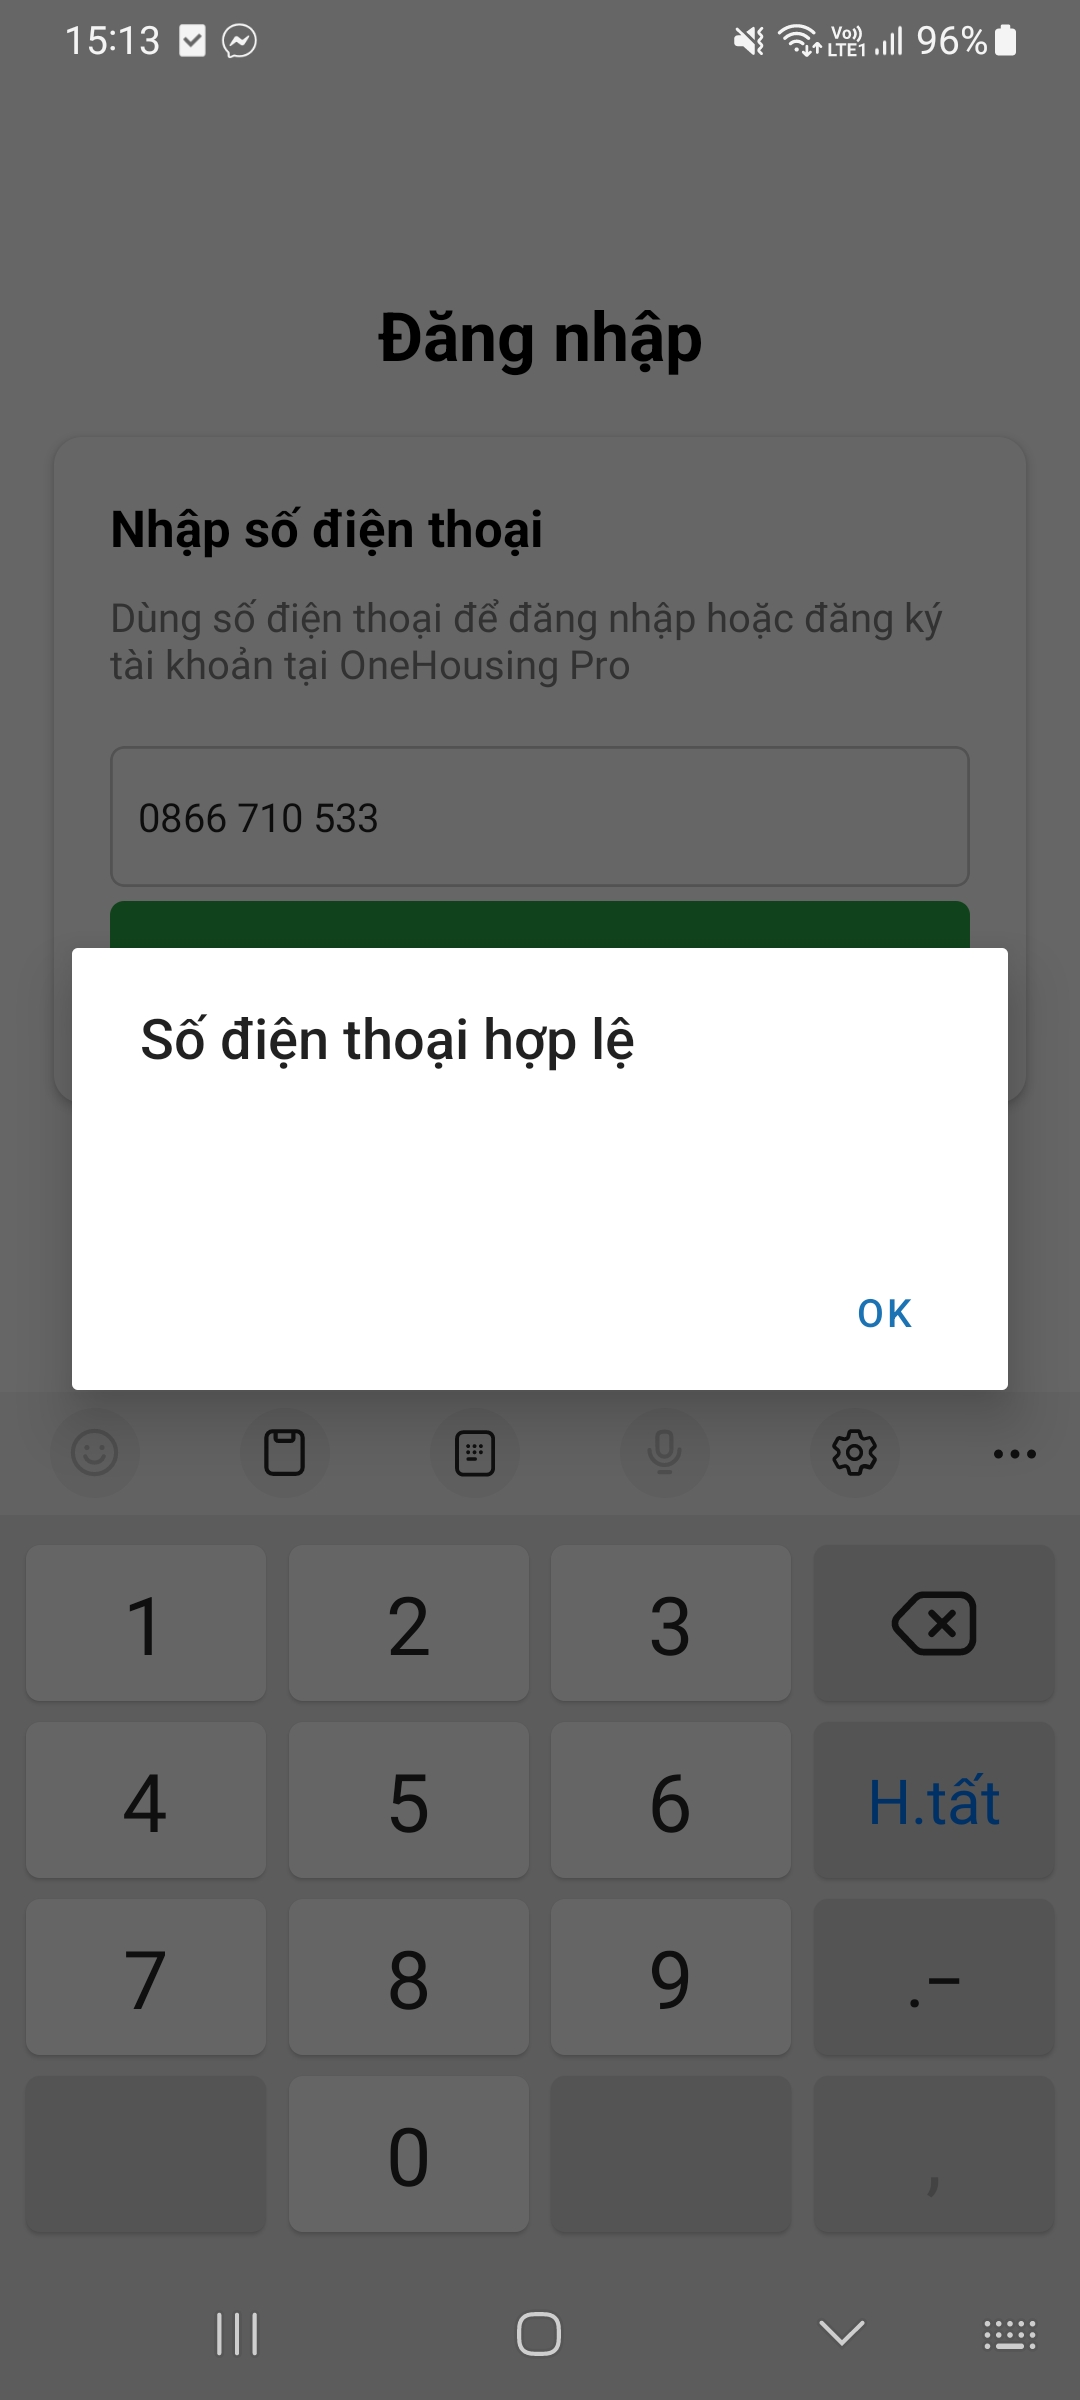 15:13
Vo)) LTE1
96%
Đăng nhập
Nhập số điện thoại
Dùng số điện thoại để đăng nhập hoặc đăng ký
tài khoản tại OneHousing Pro
0866 710 533
Số điện thoại hợp lệ
OK
1 2 3
4 5 6 H.tất
7 8 9 .–
0 ,